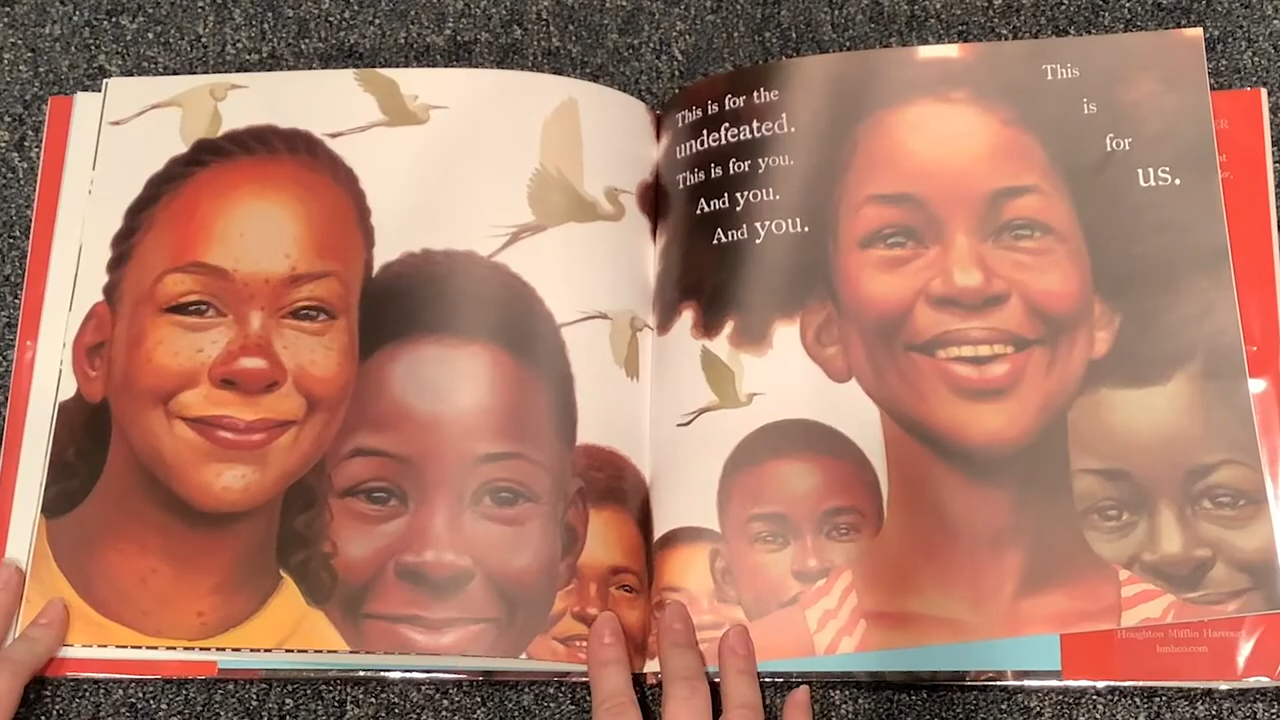 This is for the
undefeated.
This is for you.
And you.
And you.
This
is
for
us.
Houghton Mifflin Harcourt
hmhco.com